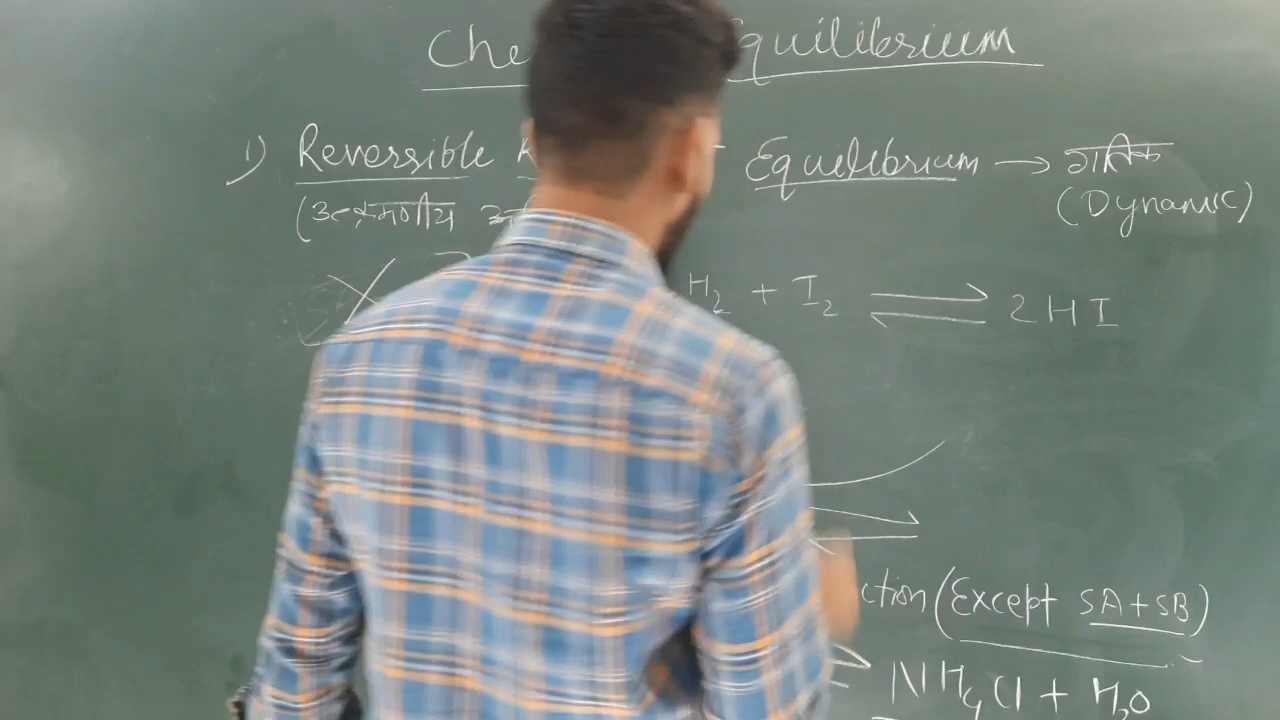 Che quilibrium
1) Reversible Equilibrium → गतिक
(उत्क्रमणीय (Dynamic)
H2 + I2 ⇌ 2HI
ction (Except SA+SB)
⇌ NH4Cl + H2O